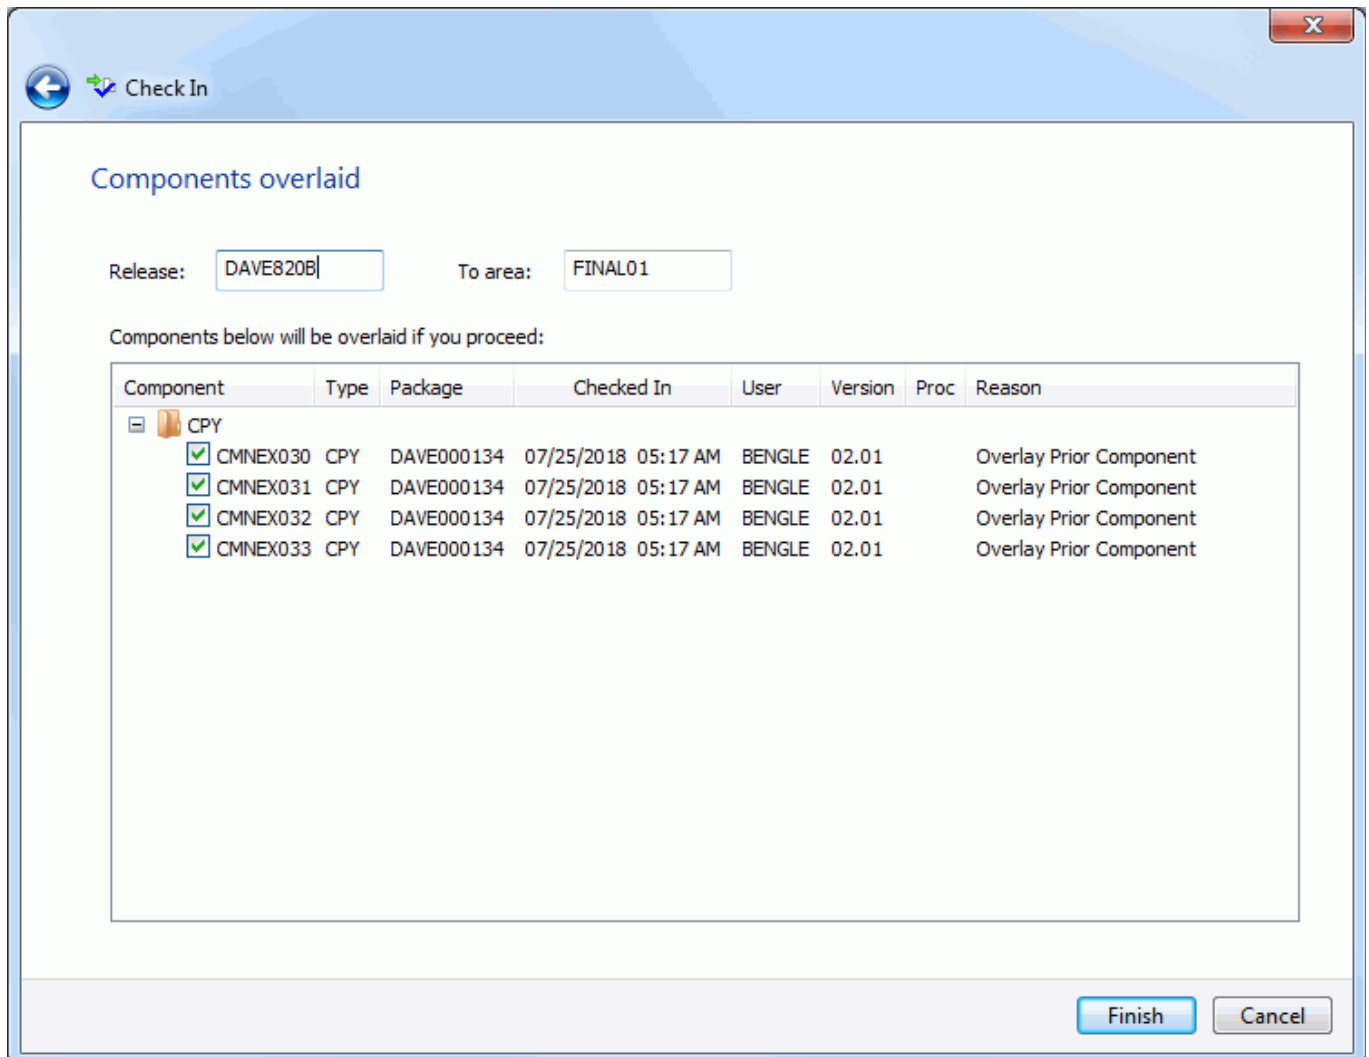 Check In
Components overlaid
Release: DAVE820B To area: FINAL01
Components below will be overlaid if you proceed:
Component Type Package Checked In User Version Proc Reason
CPY
CMNEX030 CPY DAVE000134 07/25/2018 05:17 AM BENGLE 02.01 Overlay Prior Component
CMNEX031 CPY DAVE000134 07/25/2018 05:17 AM BENGLE 02.01 Overlay Prior Component
CMNEX032 CPY DAVE000134 07/25/2018 05:17 AM BENGLE 02.01 Overlay Prior Component
CMNEX033 CPY DAVE000134 07/25/2018 05:17 AM BENGLE 02.01 Overlay Prior Component
Finish Cancel